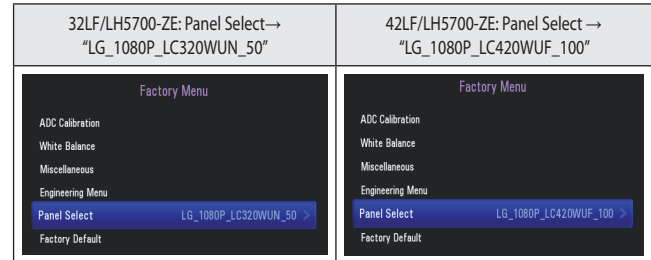 32LF/LH5700-ZE: Panel Select→
“LG_1080P_LC320WUN_50”
42LF/LH5700-ZE: Panel Select →
“LG_1080P_LC420WUF_100”
Factory Menu
ADC Calibration
White Balance
Miscellaneous
Engineering Menu
Panel Select LG_1080P_LC320WUN_50 >
Factory Default
Factory Menu
ADC Calibration
White Balance
Miscellaneous
Engineering Menu
Panel Select LG_1080P_LC420WUF_100 >
Factory Default